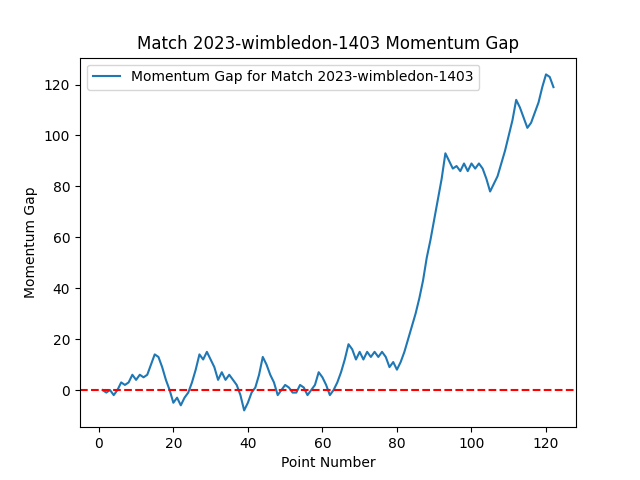 Match 2023-wimbledon-1403 Momentum Gap
Momentum Gap for Match 2023-wimbledon-1403
120
100
80
60
40
20
0
Momentum Gap
0 20 40 60 80 100 120
Point Number